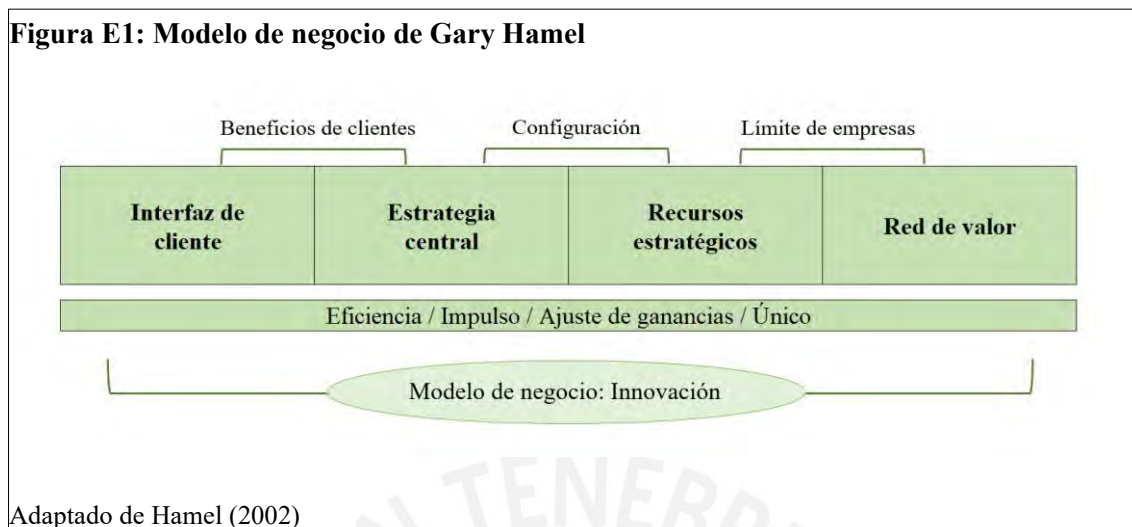 Figura E1: Modelo de negocio de Gary Hamel
Beneficios de clientes
Configuración
Límite de empresas
Interfaz de
cliente
Estrategia
central
Recursos
estratégicos
Red de valor
Eficiencia / Impulso / Ajuste de ganancias / Único
Modelo de negocio: Innovación
TENEBR
Adaptado de Hamel (2002)